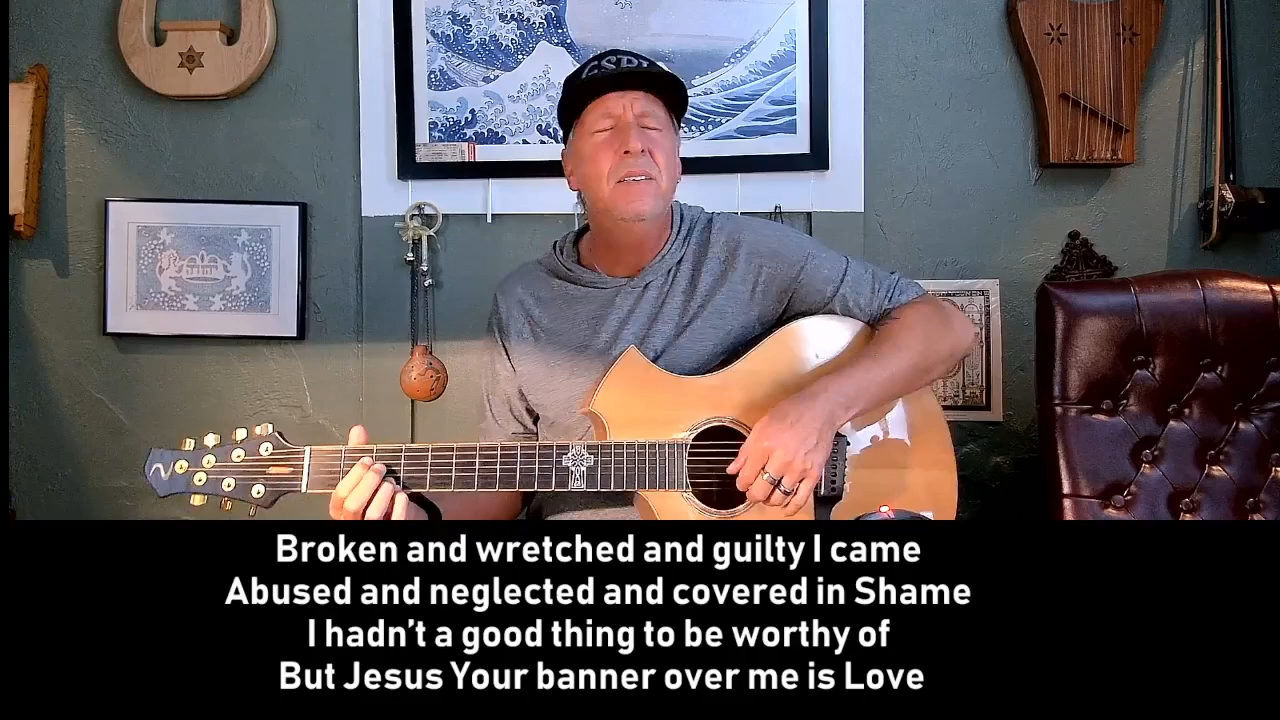 Broken and wretched and guilty I came
Abused and neglected and covered in Shame
I hadn't a good thing to be worthy of
But Jesus Your banner over me is Love